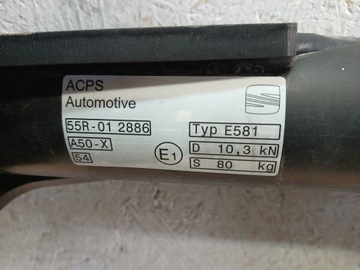 ACPS
Automotive
55R-01 2886
A50-X
54
E1
Typ E581
D 10,3 kN
S 80 kg